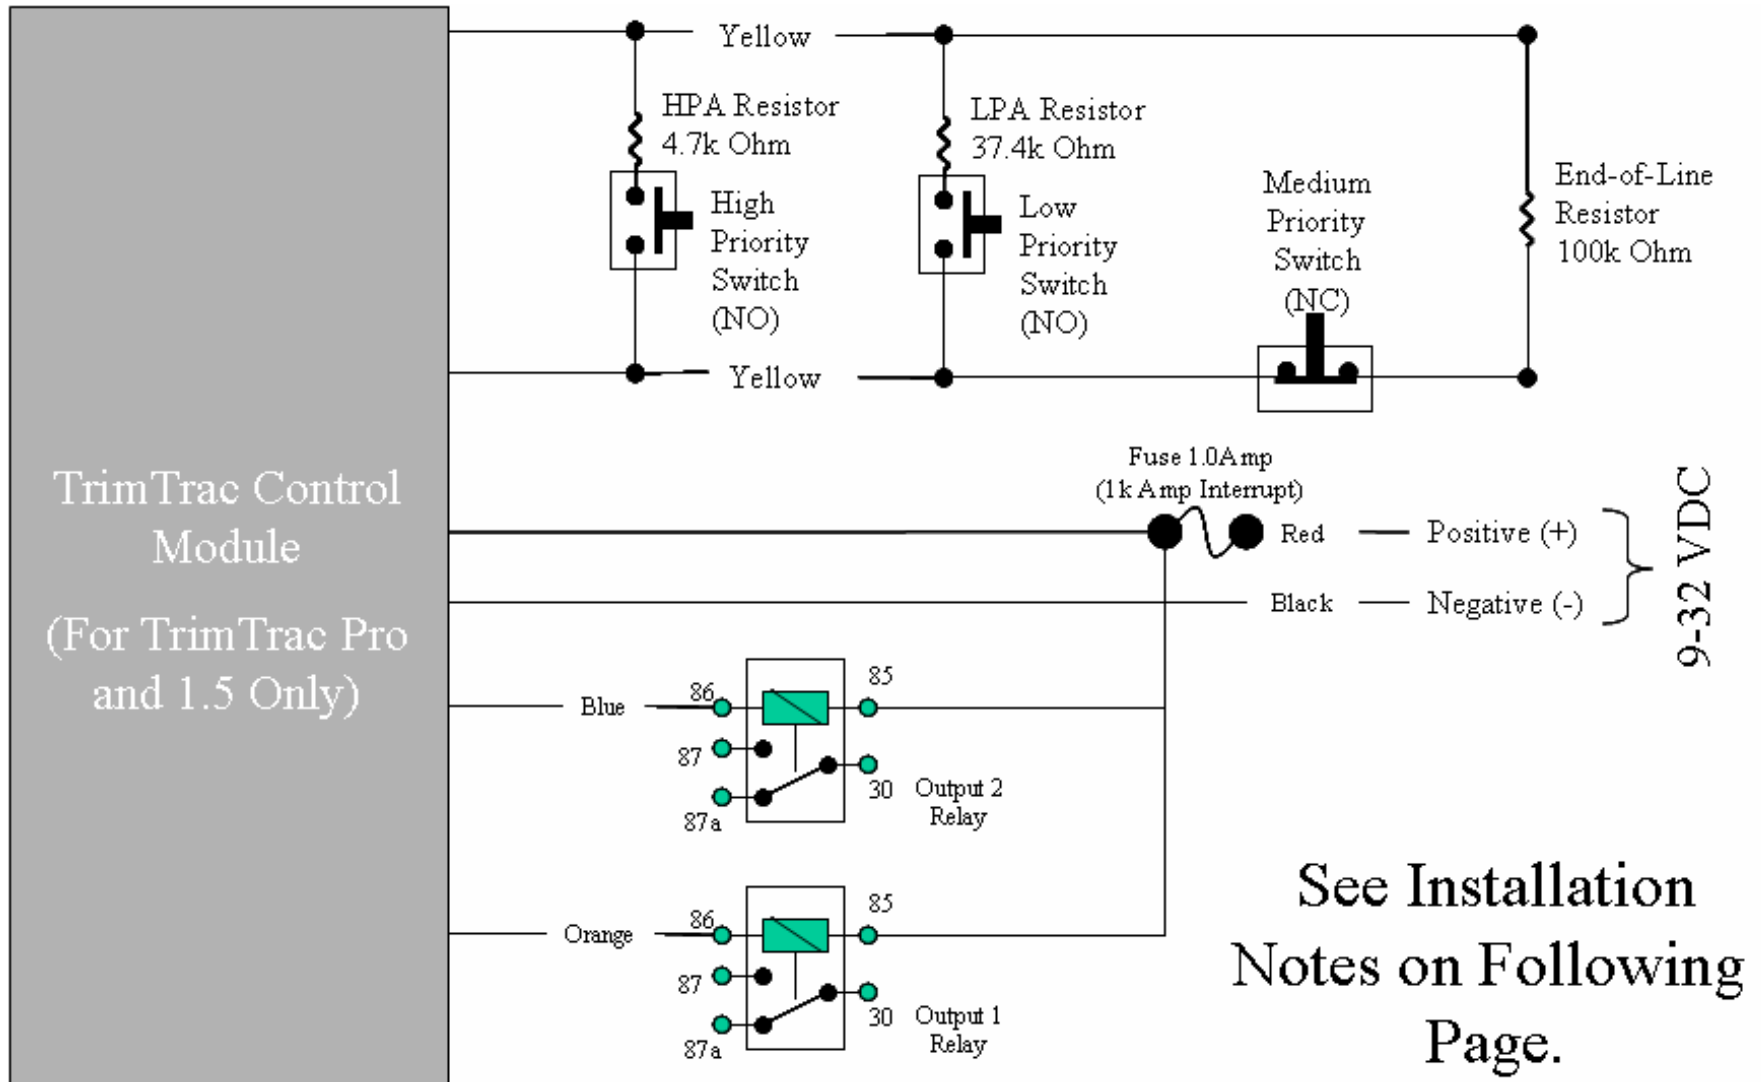 Yellow
HPA Resistor
4.7k Ohm
High
Priority
Switch
(NO)
LPA Resistor
37.4k Ohm
Low
Priority
Switch
(NO)
Medium
Priority
Switch
(NC)
End-of-Line
Resistor
100k Ohm
Yellow
TrimTrac Control
Module
(For TrimTrac Pro
and 1.5 Only)
Fuse 1.0Amp
(1k Amp Interrupt)
Red
Positive (+)
Black
Negative (-)
9-32 VDC
Blue
86
85
87
30
87a
Output 2
Relay
Orange
86
85
87
30
87a
Output 1
Relay
See Installation
Notes on Following
Page.